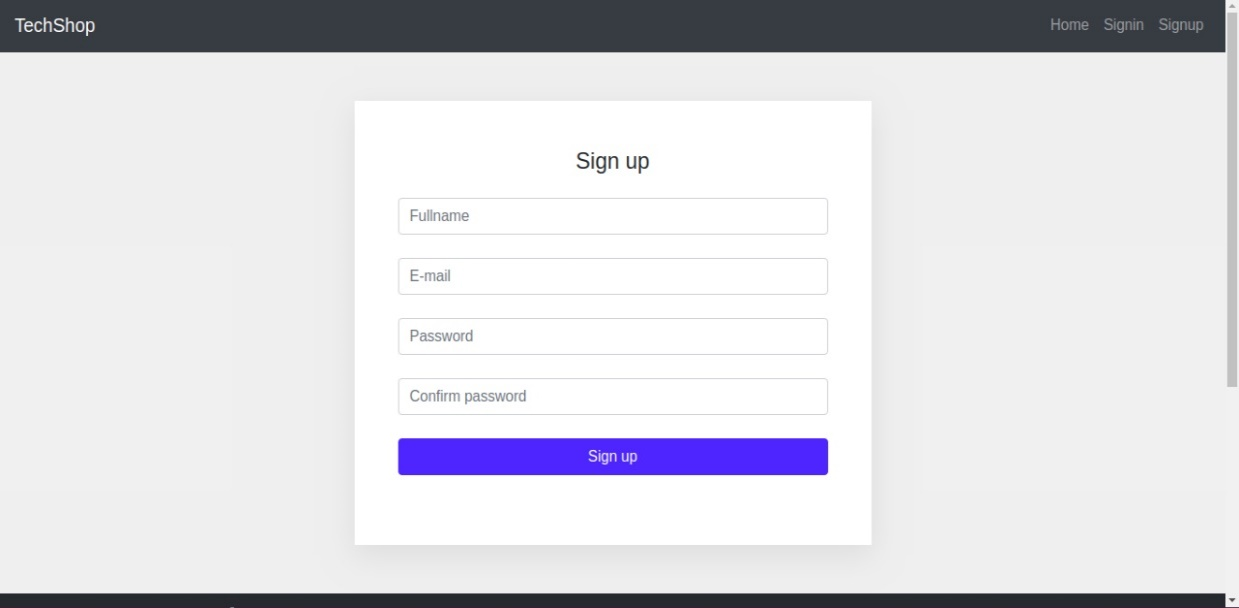 TechShop
Home Signin Signup
Sign up
Fullname
E-mail
Password
Confirm password
Sign up